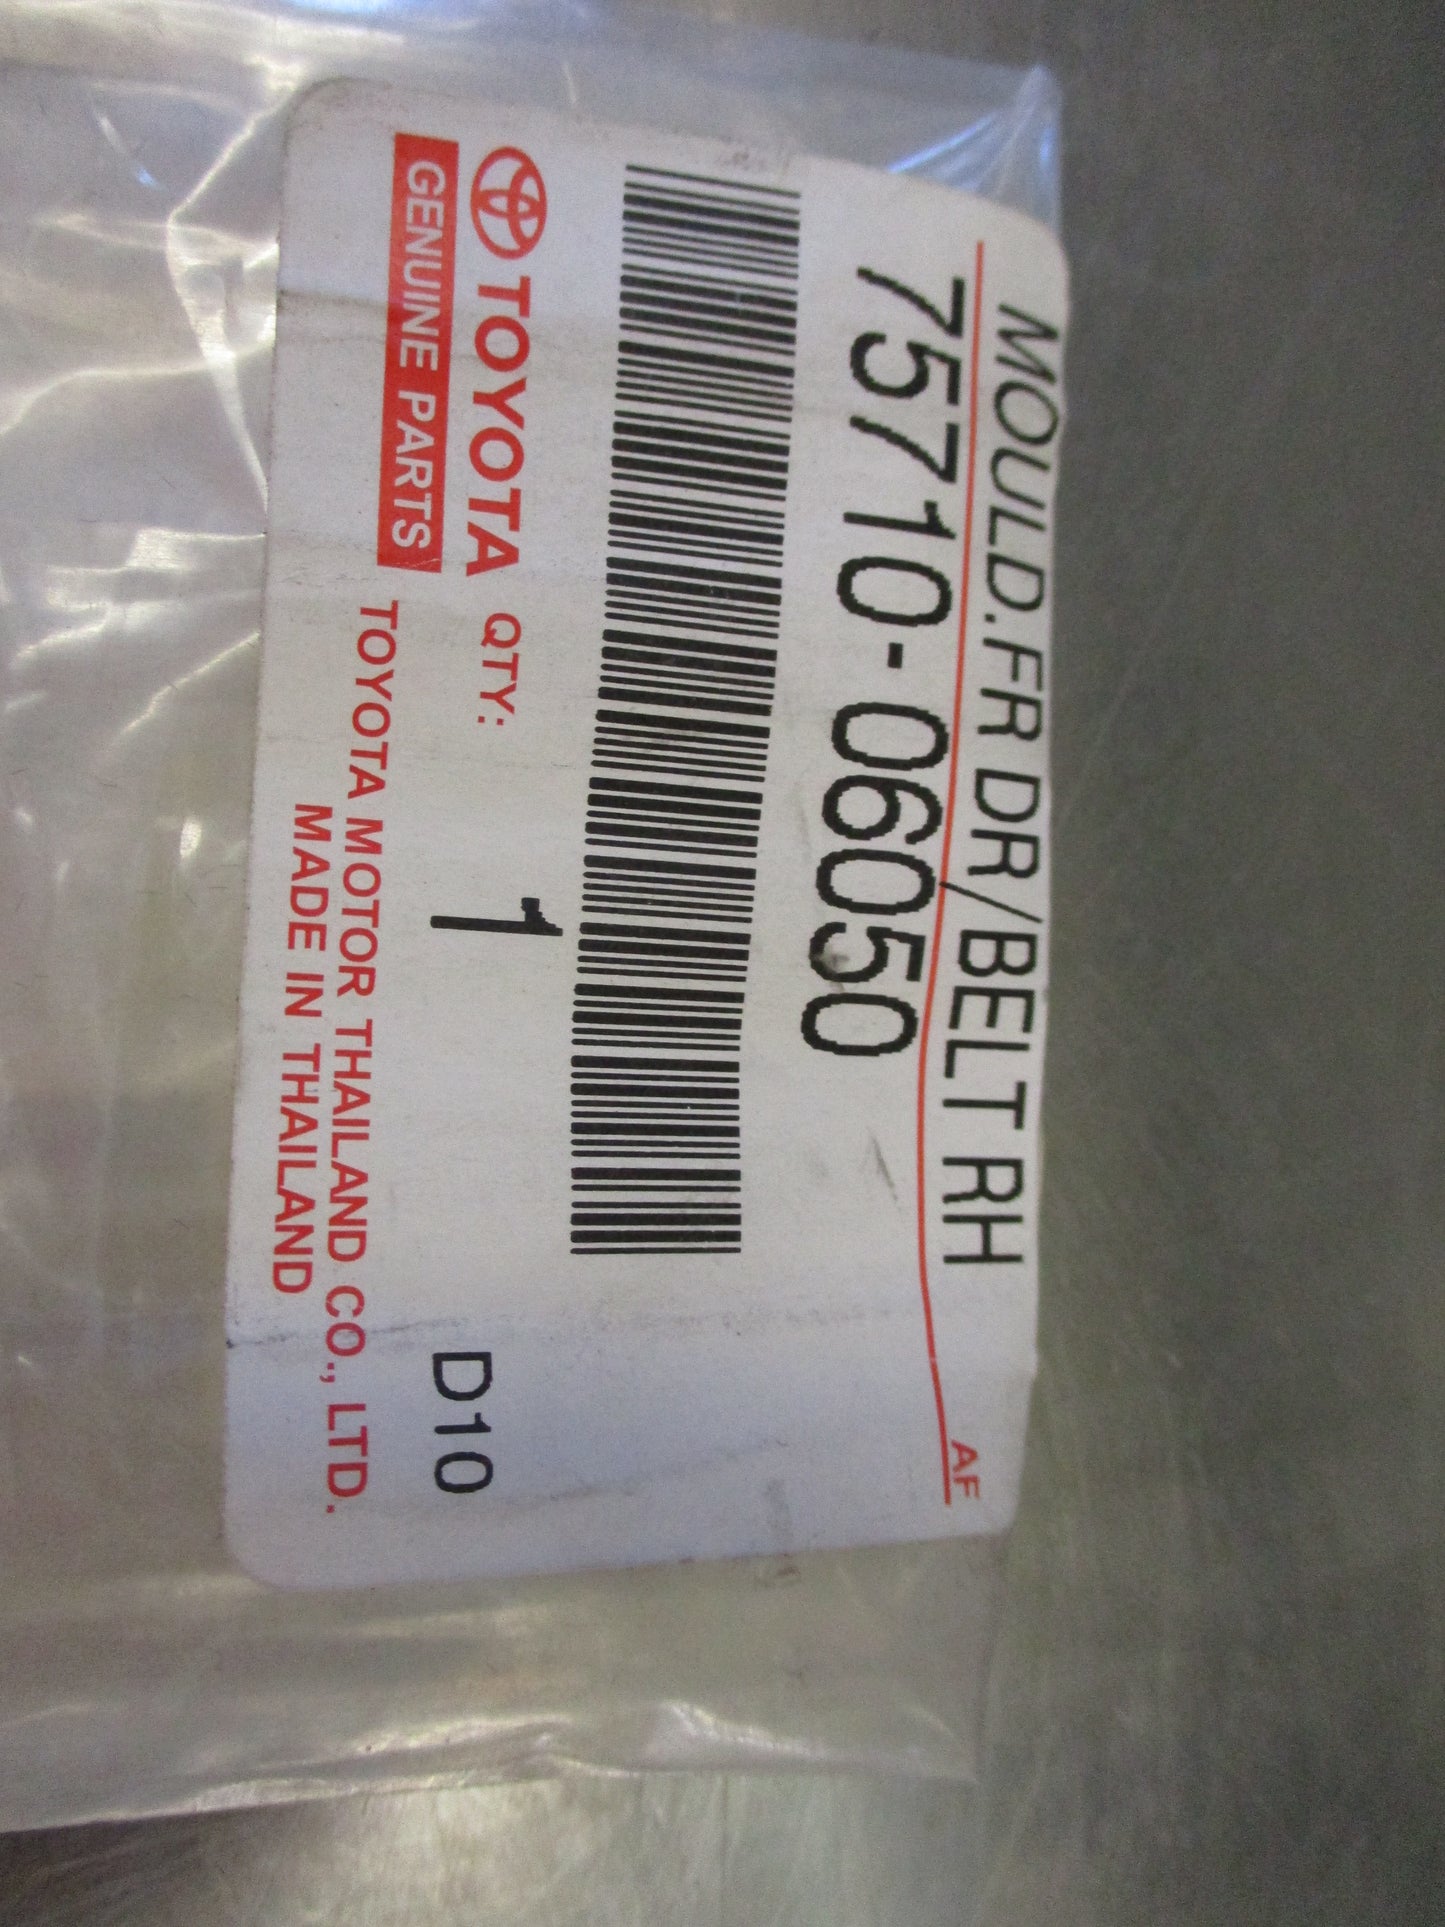 MOULD.FR DR/BELT RH
AF
75710-06050
TOYOTA QTY: 1
D10
GENUINE PARTS
TOYOTA MOTOR THAILAND CO., LTD.
MADE IN THAILAND